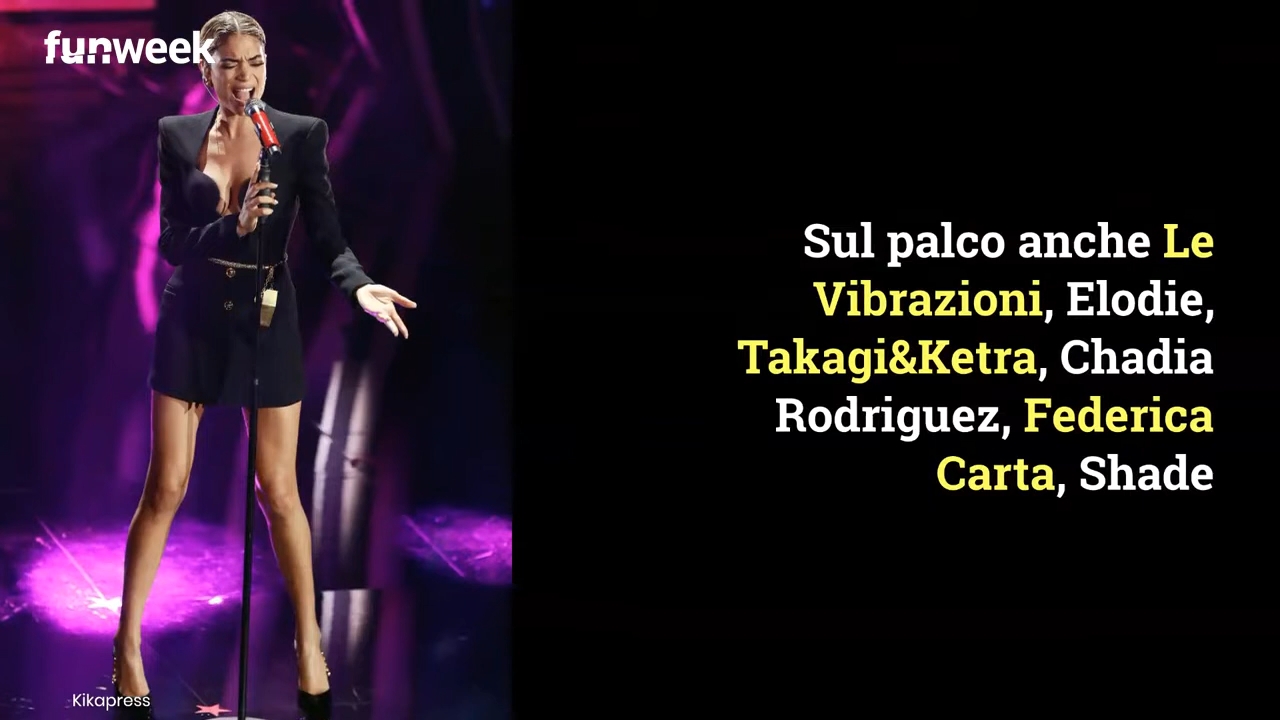 funweek
Sul palco anche Le
Vibrazioni, Elodie,
Takagi&Ketra, Chadia
Rodriguez, Federica
Carta, Shade
Kikapress